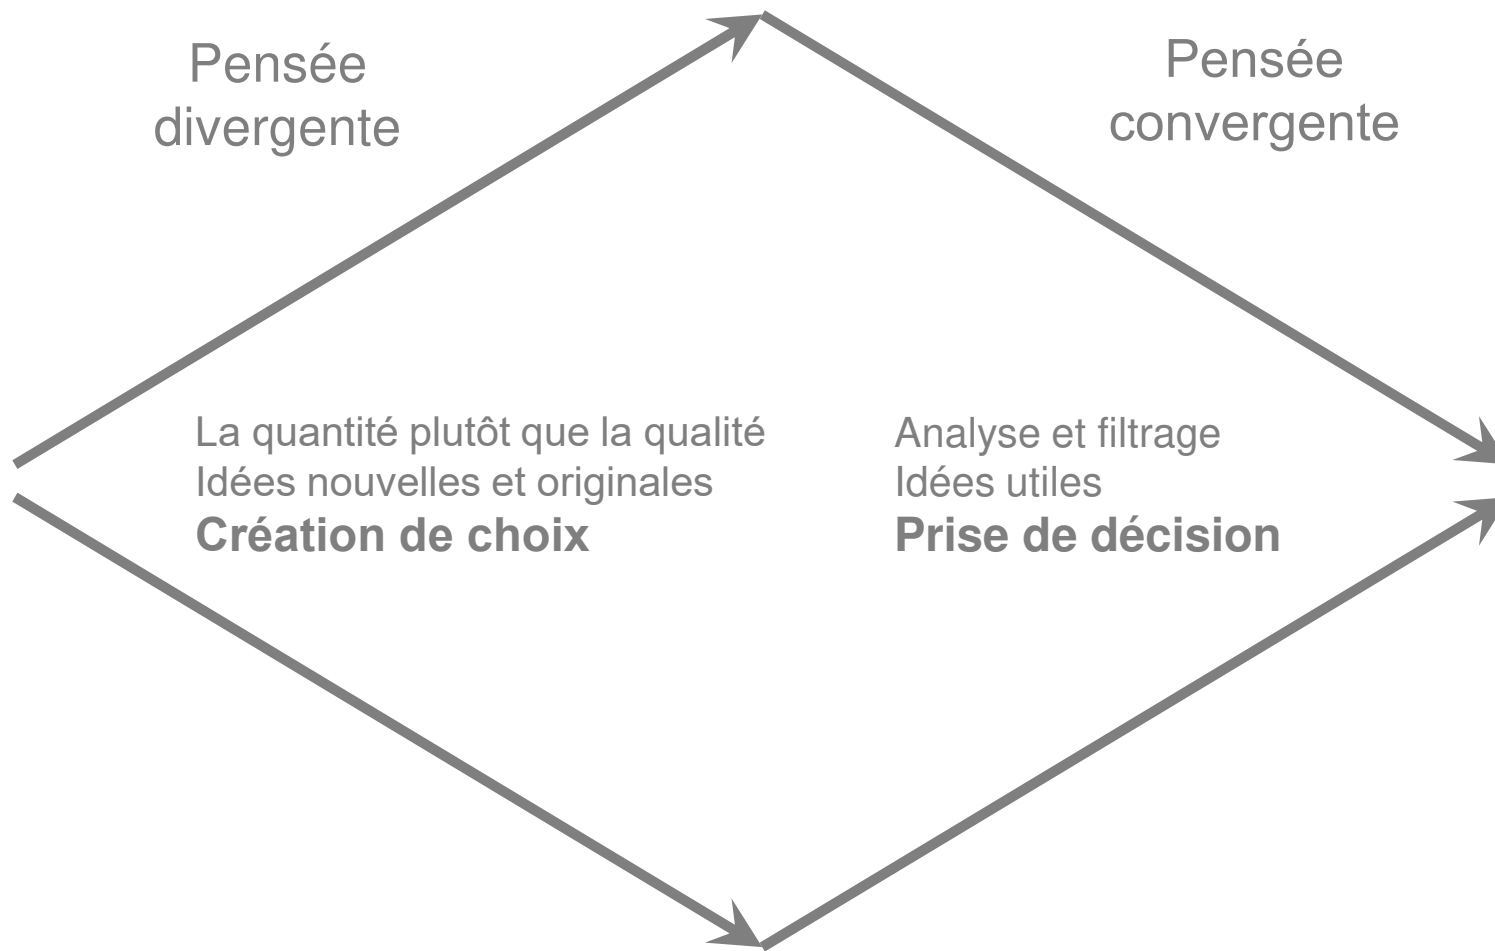 Pensée
divergente
Pensée
convergente
La quantité plutôt que la qualité
Idées nouvelles et originales
Création de choix
Analyse et filtrage
Idées utiles
Prise de décision